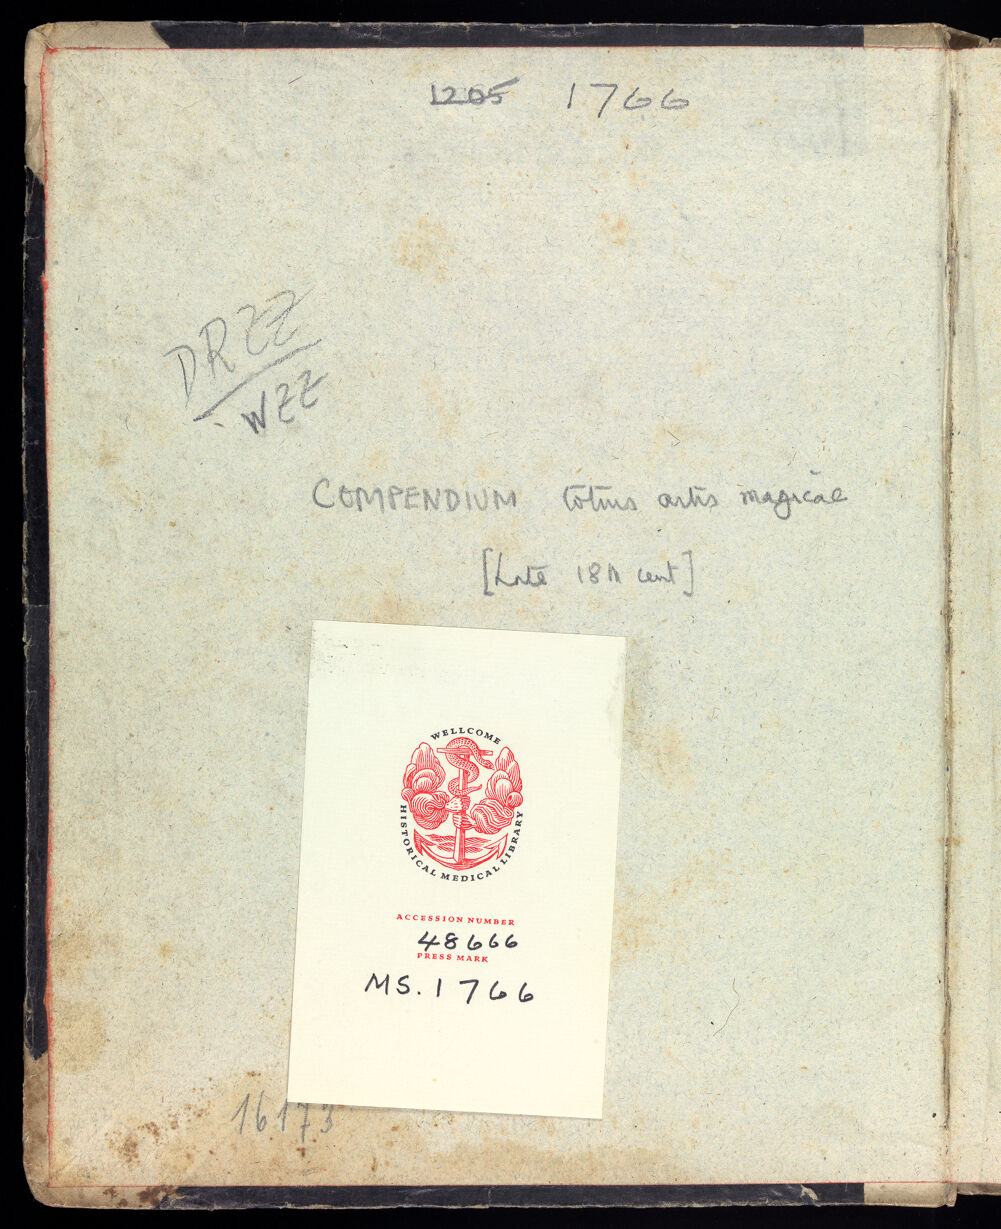 1205 1766
DRZZ
WZZ
COMPENDIUM totius artis magicae
[Late 18th cent]
WELLCOME
HISTORICAL MEDICAL LIBRARY
ACCESSION NUMBER
48666
PRESS MARK
MS. 1766
16173